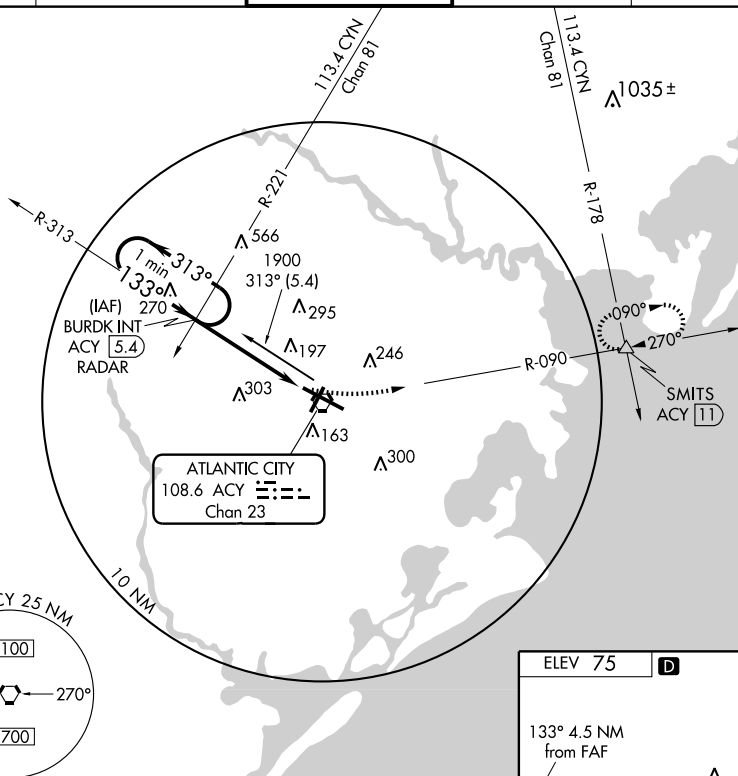 113.4 CYN
Chan 81
113.4 CYN
Chan 81
1035±
R-221
R-178
R-313
566
1900
313° (5.4)
1 min
313°
133°
270
295
(IAF)
BURDK INT
ACY 5.4
RADAR
197
246
303
090°
270°
R-090
SMITS
ACY 11
163
300
ATLANTIC CITY
108.6 ACY
Chan 23
10 NM
CY 25 NM
100
270°
700
ELEV 75 D
133° 4.5 NM
from FAF